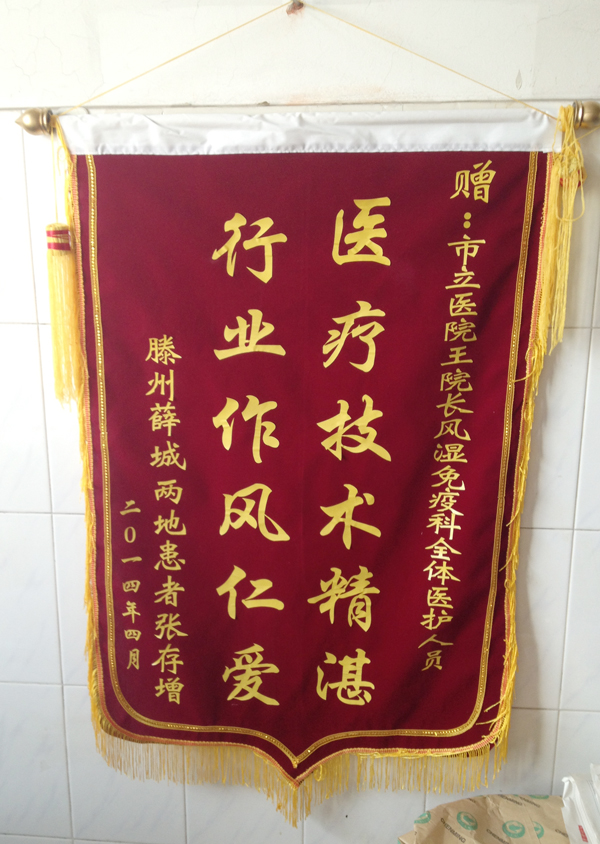 赠：市立医院王院长风湿免疫科全体医护人员
医疗技术精湛
行业作风仁爱
滕州薛城两地患者张存增
二0一四年四月